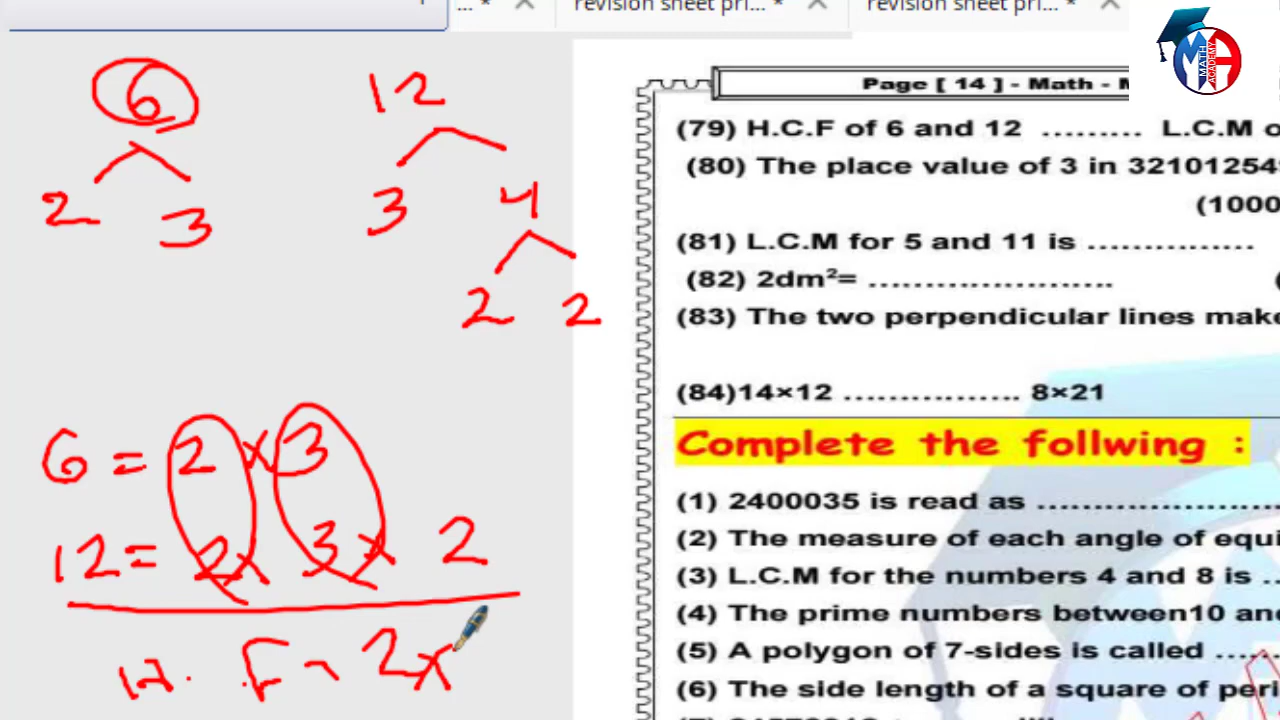 ... *
revision sheet pri... *
revision sheet pri... *
MATH
ACADEMY
6
12
2 3
3 4
2 2
6 = 2 x 3
12 = 2 x 3 x 2
H. F = 2 x
Page [ 14 ] - Math -
(79) H.C.F of 6 and 12 ......... L.C.M
(80) The place value of 3 in 32101254
(1000
(81) L.C.M for 5 and 11 is ...............
(82) 2dm²= ......................
(83) The two perpendicular lines make
(84)14×12 ................ 8×21
Complete the follwing :
(1) 2400035 is read as ......................
(2) The measure of each angle of equi
(3) L.C.M for the numbers 4 and 8 is ..
(4) The prime numbers between10 and
(5) A polygon of 7-sides is called ......
(6) The side length of a square of peri